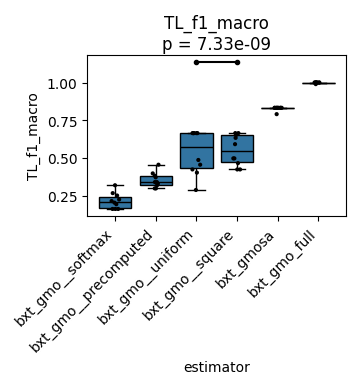 TL_f1_macro
p = 7.33e-09
TL_f1_macro
1.00
0.75
0.50
0.25
bxt_gmo__softmax
bxt_gmo__precomputed
bxt_gmo__uniform
bxt_gmo__square
bxt_gmosa
bxt_gmo_full
estimator